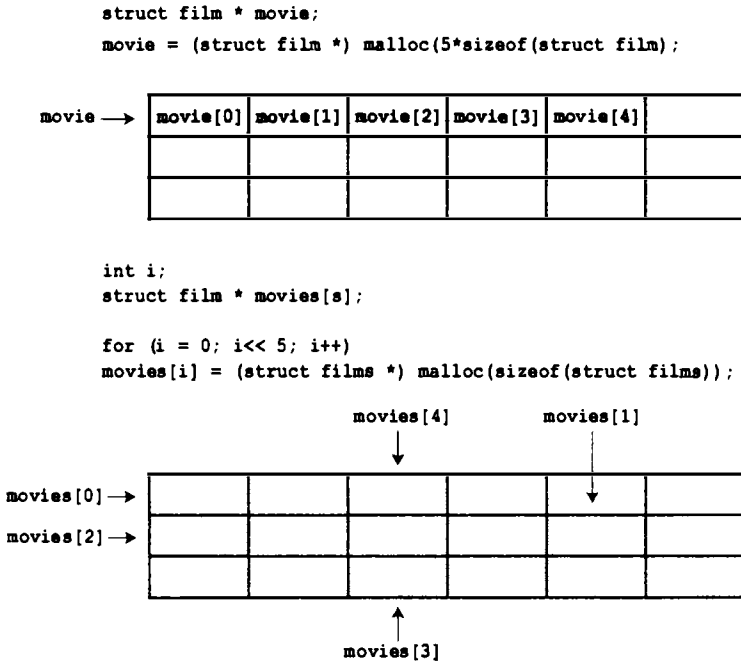 struct film * movie;
movie = (struct film *) malloc(5*sizeof(struct film);
movie
movie[0] movie[1] movie[2] movie[3] movie[4]
int i;
struct film * movies[s];
for (i = 0; i<< 5; i++)
movies[i] = (struct films *) malloc(sizeof(struct films));
movies[4] movies[1]
movies[0]
movies[2]
movies[3]